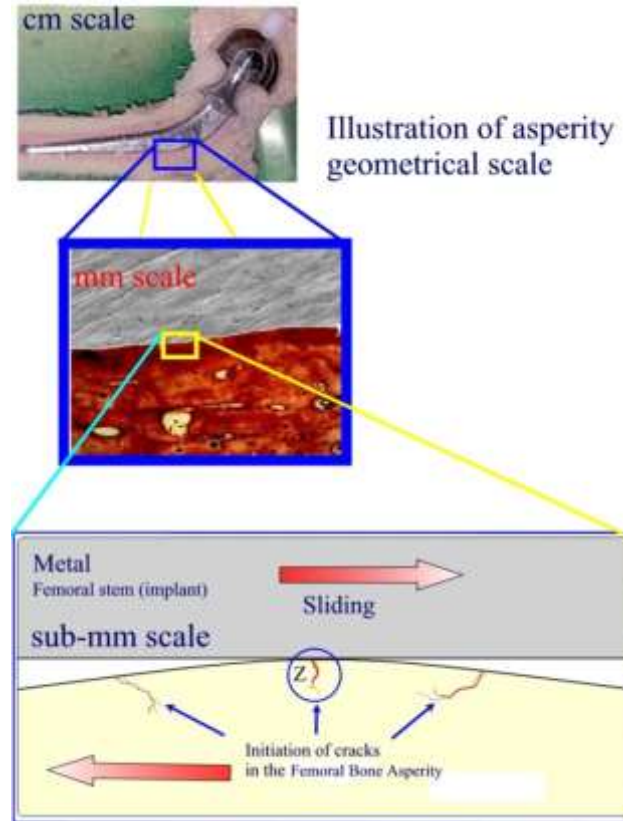 cm scale
Illustration of asperity
geometrical scale
mm scale
Metal
Femoral stem (implant)
Sliding
sub-mm scale
Z
Initiation of cracks
in the Femoral Bone Asperity